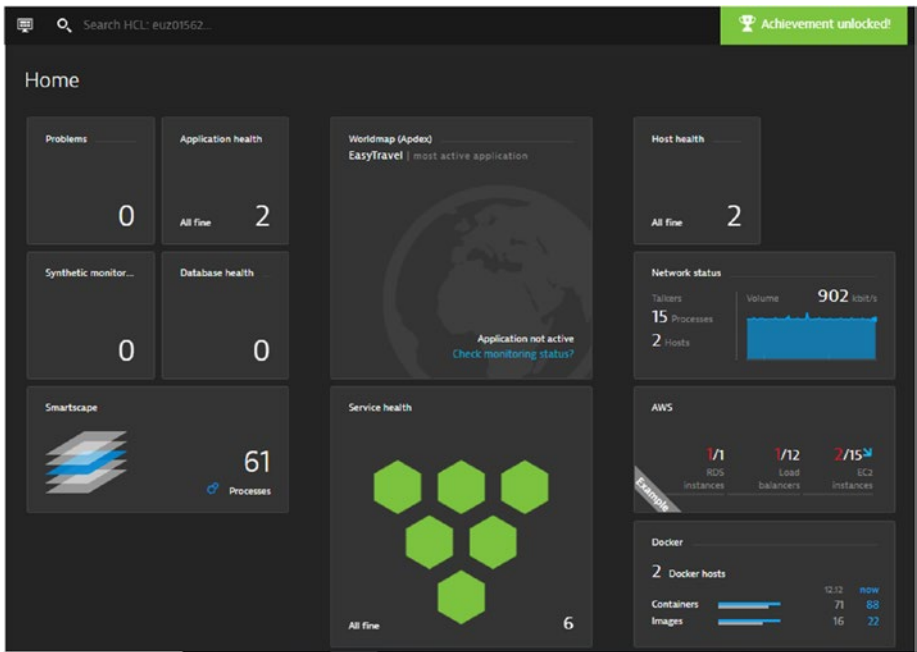 Search HCL: euz01562...
Achievement unlocked!
Home
Problems
0
Application health
All fine 2
Worldmap (Apdex)
EasyTravel | most active application
Application not active
Check monitoring status?
Host health
All fine 2
Synthetic monitor...
0
Database health
0
Network status
Talkers
15 Processes
2 Hosts
Volume 902 kbit/s
Smartscape
61
Processes
Service health
All fine 6
AWS
1/1 1/12 2/15
RDS Load EC2
instances balancers instances
Example
Docker
2 Docker hosts
12.12 now
Containers 71 88
Images 16 22